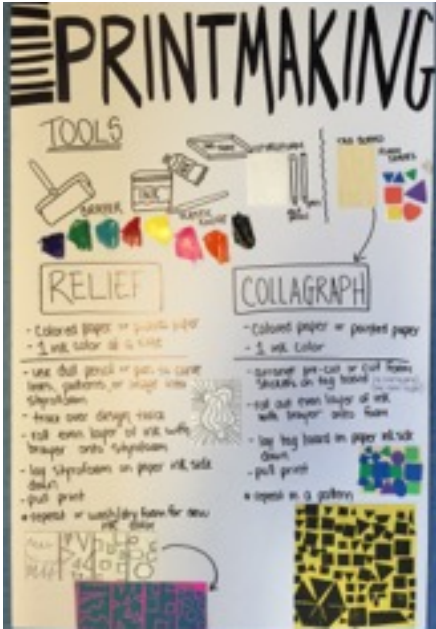 PRINTMAKING
TOOLS
BRAYER
INK
STYROFOAM
TAG BOARD
FOAM
RELIEF
- colored paper or painted paper
- 1 ink color at a time
- use dull pencil or pen to carve
lines, patterns, or image into
styrofoam
- trace over design twice
- roll even layer of ink with
brayer onto styrofoam
- lay styrofoam on paper ink side
down
- pull print
• repeat or wash/dry foam for new
ink color
COLLAGRAPH
- colored paper or painted paper
- 1 ink color
- arrange pre-cut or cut foam
stickers on tag board
- roll out even layer of ink
with brayer onto foam
- lay tag board on paper ink side
down
- pull print
• repeat in a pattern